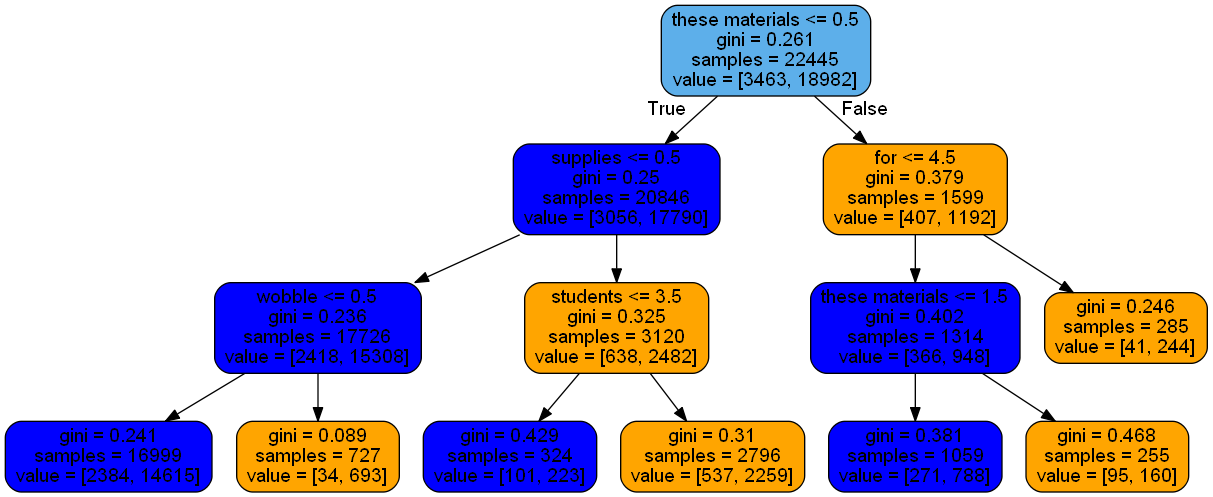 these materials <= 0.5
gini = 0.261
samples = 22445
value = [3463, 18982]
True
False
supplies <= 0.5
gini = 0.25
samples = 20846
value = [3056, 17790]
for <= 4.5
gini = 0.379
samples = 1599
value = [407, 1192]
wobble <= 0.5
gini = 0.236
samples = 17726
value = [2418, 15308]
students <= 3.5
gini = 0.325
samples = 3120
value = [638, 2482]
these materials <= 1.5
gini = 0.402
samples = 1314
value = [366, 948]
gini = 0.246
samples = 285
value = [41, 244]
gini = 0.241
samples = 16999
value = [2384, 14615]
gini = 0.089
samples = 727
value = [34, 693]
gini = 0.429
samples = 324
value = [101, 223]
gini = 0.31
samples = 2796
value = [537, 2259]
gini = 0.381
samples = 1059
value = [271, 788]
gini = 0.468
samples = 255
value = [95, 160]